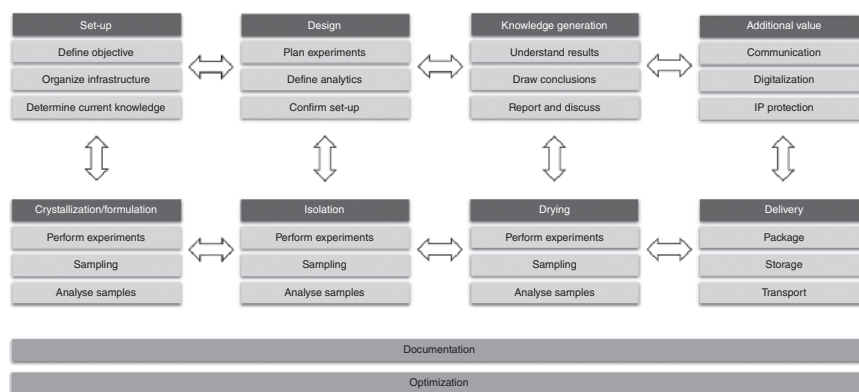 Set-up
Define objective
Organize infrastructure
Determine current knowledge
Design
Plan experiments
Define analytics
Confirm set-up
Knowledge generation
Understand results
Draw conclusions
Report and discuss
Additional value
Communication
Digitalization
IP protection
Crystallization/formulation
Perform experiments
Sampling
Analyse samples
Isolation
Perform experiments
Sampling
Analyse samples
Drying
Perform experiments
Sampling
Analyse samples
Delivery
Package
Storage
Transport
Documentation
Optimization